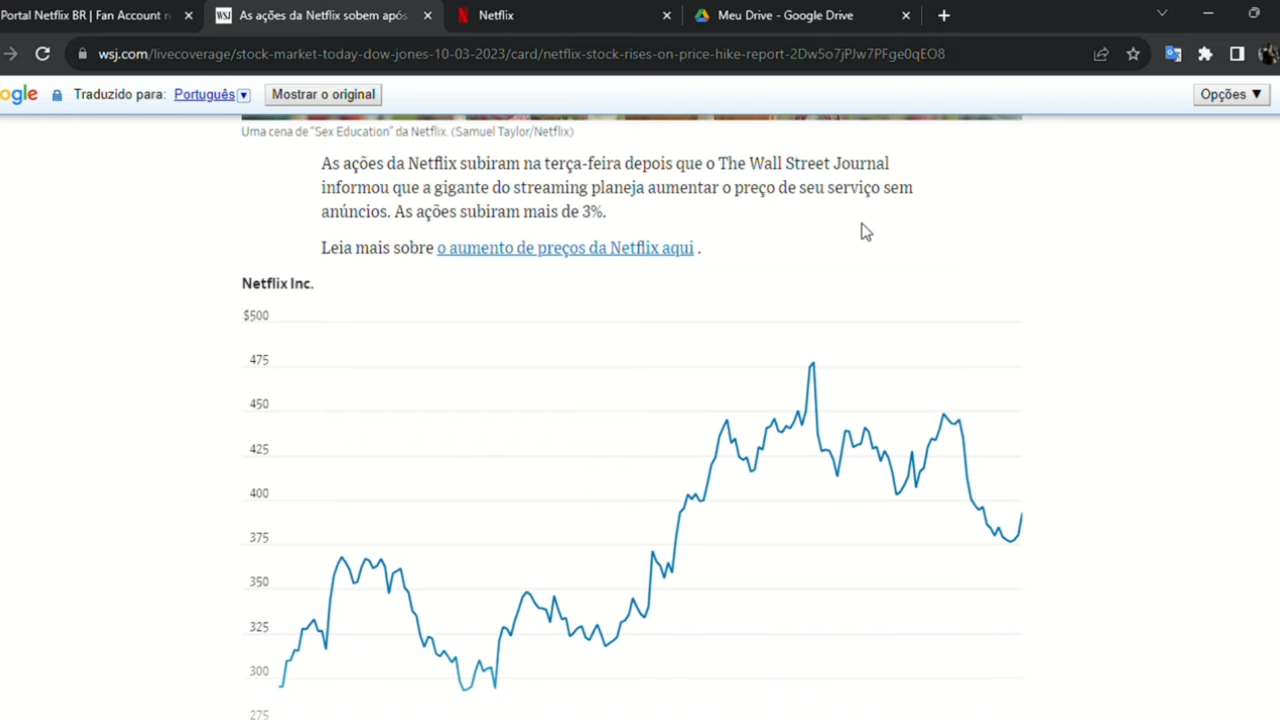 Portal Netflix BR | Fan Account
WSJ As ações da Netflix sobem após
Netflix
Meu Drive - Google Drive
wsj.com/livecoverage/stock-market-today-dow-jones-10-03-2023/card/netflix-stock-rises-on-price-hike-report-2Dw5o7jPJw7PFge0qEO8
ogle Traduzido para: Português Mostrar o original Opções
Uma cena de "Sex Education" da Netflix. (Samuel Taylor/Netflix)
As ações da Netflix subiram na terça-feira depois que o The Wall Street Journal
informou que a gigante do streaming planeja aumentar o preço de seu serviço sem
anúncios. As ações subiram mais de 3%.
Leia mais sobre o aumento de preços da Netflix aqui .
Netflix Inc.
$500
475
450
425
400
375
350
325
300
275